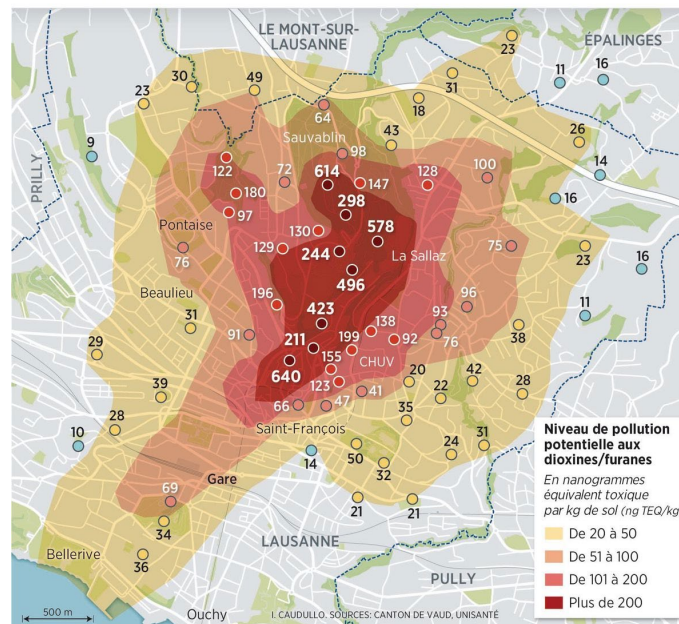 LE MONT-SUR-
LAUSANNE
23
ÉPALINGES
30
49
31
11
16
23
64
18
Sauvablin
43
26
9
98
PRILLY
122
72
614
147
128
100
14
180
298
16
97
130
578
Pontaise
76
129
244
La Sallaz
75
23
16
496
Beaulieu
196
96
11
31
423
138
93
91
38
29
211
199
92
76
155
CHUV
640
123
20
42
39
41
22
28
66
47
28
Saint-François
35
10
14
50
24
31
32
Gare
69
21
21
34
LAUSANNE
Bellerive
36
PULLY
Ouchy
500 m
I. CAUDULLO. SOURCES: CANTON DE VAUD, UNISANTÉ
Niveau de pollution
potentielle aux
dioxines/furanes
En nanogrammes
équivalent toxique
par kg de sol (ng TEQ/kg
De 20 à 50
De 51 à 100
De 101 à 200
Plus de 200